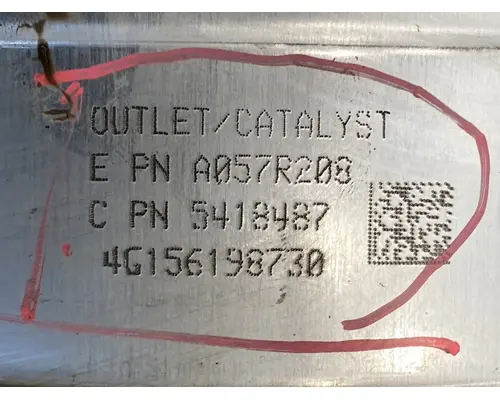 OUTLET/CATALYST
E PN A057R208
C PN 5418487
4G156198730